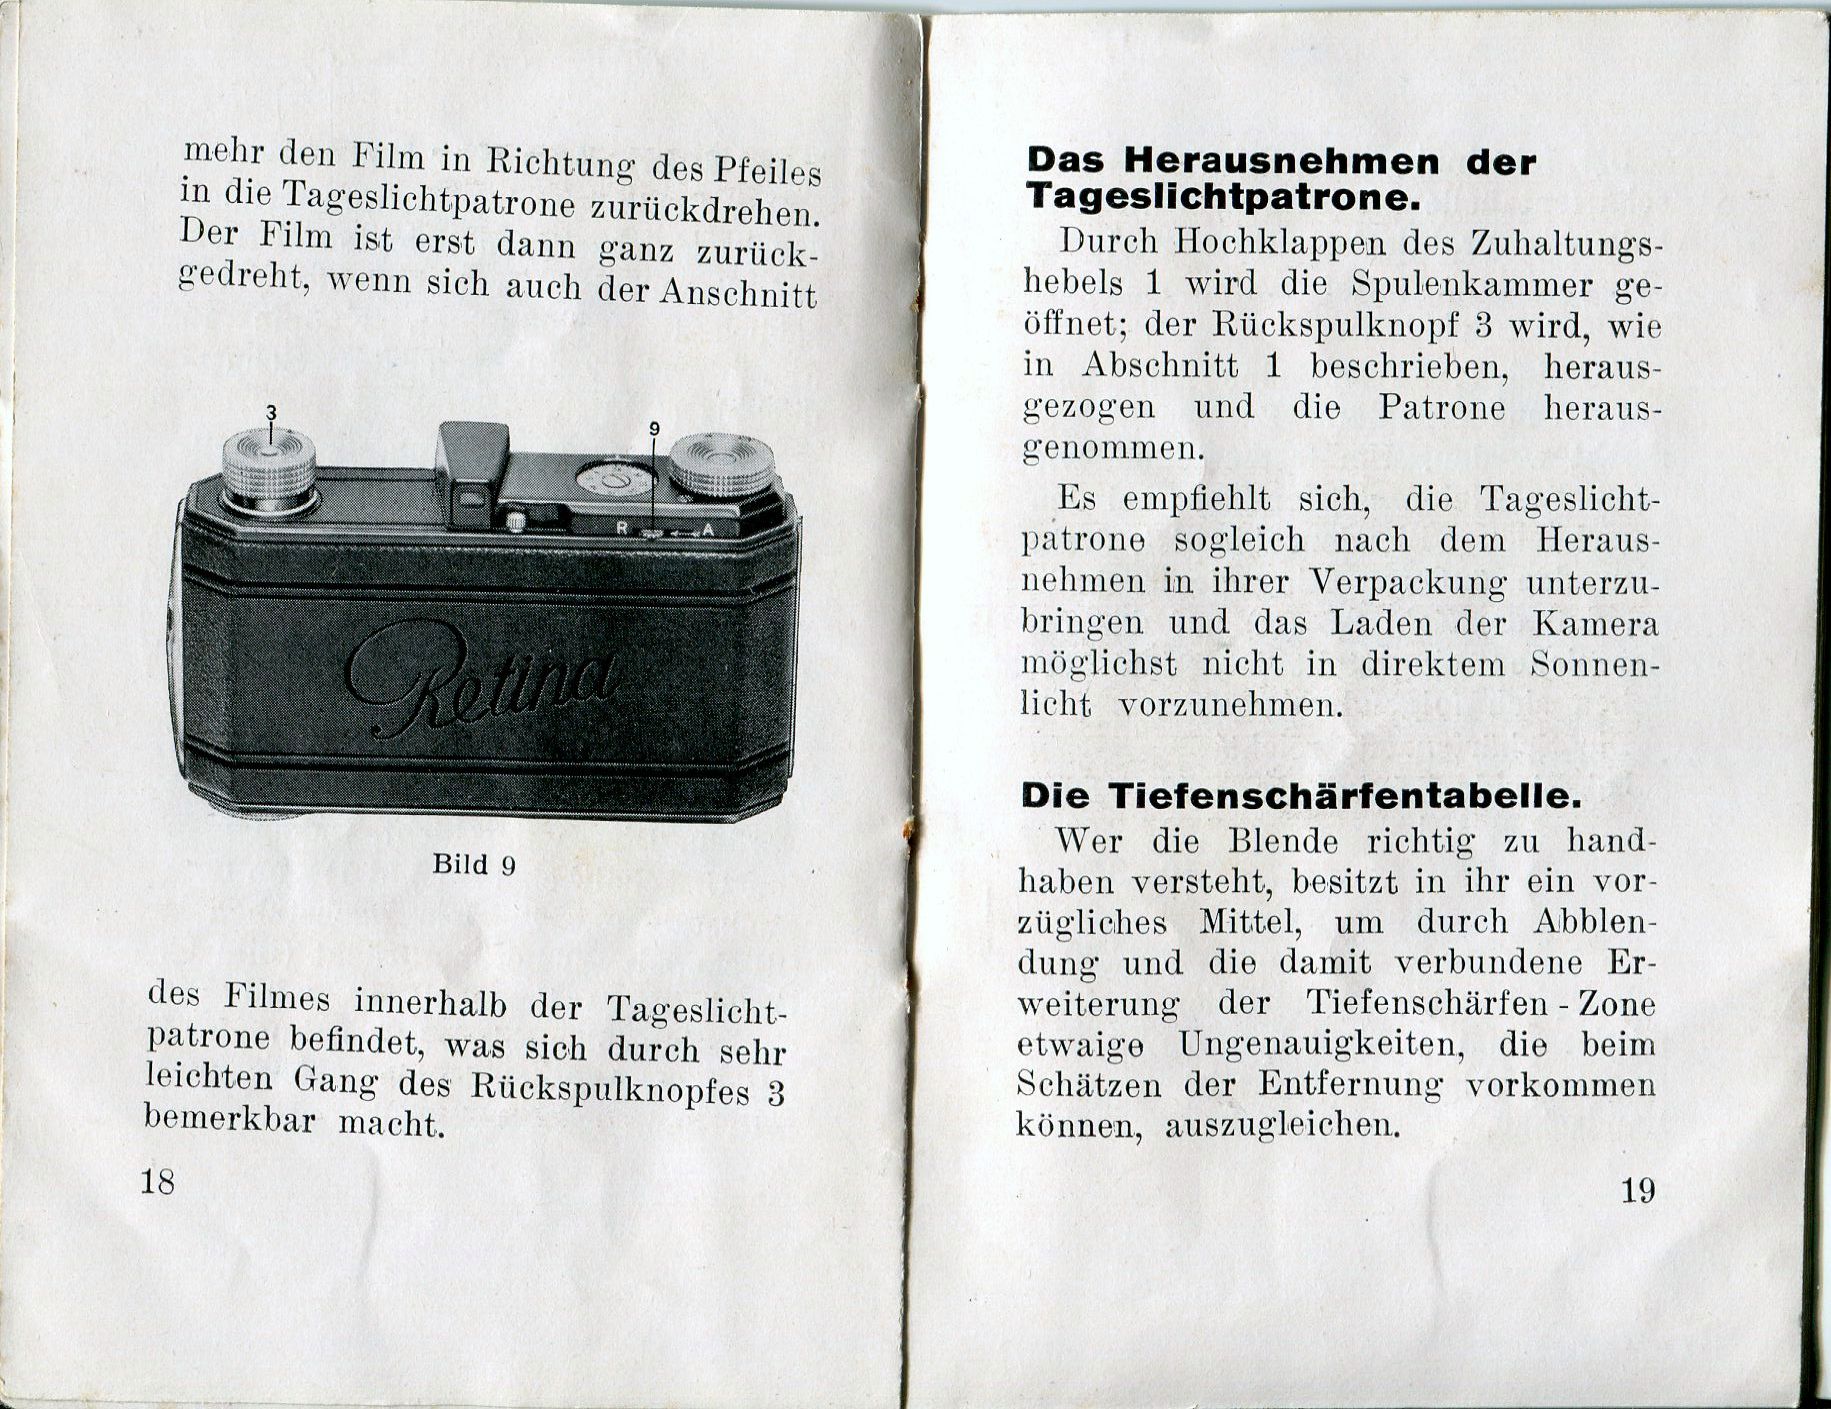 mehr den Film in Richtung des Pfeiles
in die Tageslichtpatrone zurückdrehen.
Der Film ist erst dann ganz zurück-
gedreht, wenn sich auch der Anschnitt
3
9
R
A
Retina
Bild 9
des Filmes innerhalb der Tageslicht-
patrone befindet, was sich durch sehr
leichten Gang des Rückspulknopfes 3
bemerkbar macht.
18
Das Herausnehmen der
Tageslichtpatrone.
Durch Hochklappen des Zuhaltungs-
hebels 1 wird die Spulenkammer ge-
öffnet; der Rückspulknopf 3 wird, wie
in Abschnitt 1 beschrieben, heraus-
gezogen und die Patrone heraus-
genommen.
Es empfiehlt sich, die Tageslicht-
patrone sogleich nach dem Heraus-
nehmen in ihrer Verpackung unterzu-
bringen und das Laden der Kamera
möglichst nicht in direktem Sonnen-
licht vorzunehmen.
Die Tiefenschärfentabelle.
Wer die Blende richtig zu hand-
haben versteht, besitzt in ihr ein vor-
zügliches Mittel, um durch Abblen-
dung und die damit verbundene Er-
weiterung der Tiefenschärfen-Zone
etwaige Ungenauigkeiten, die beim
Schätzen der Entfernung vorkommen
können, auszugleichen.
19